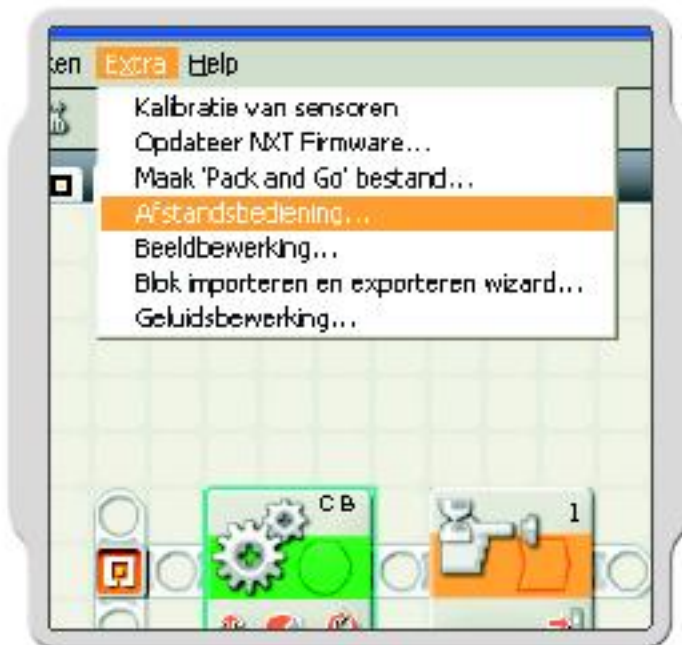 ken Extra Help
Kalibratie van sensoren
Opdateer NXT Firmware...
Maak 'Pack and Go' bestand...
Afstandsbediening...
Beeldbewerking...
Blok importeren en exporteren wizard...
Geluidsbewerking...
C B
1